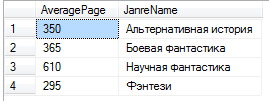 AveragePage JanreName
1 350 Альтернативная история
2 365 Боевая фантастика
3 610 Научная фантастика
4 295 Фэнтези